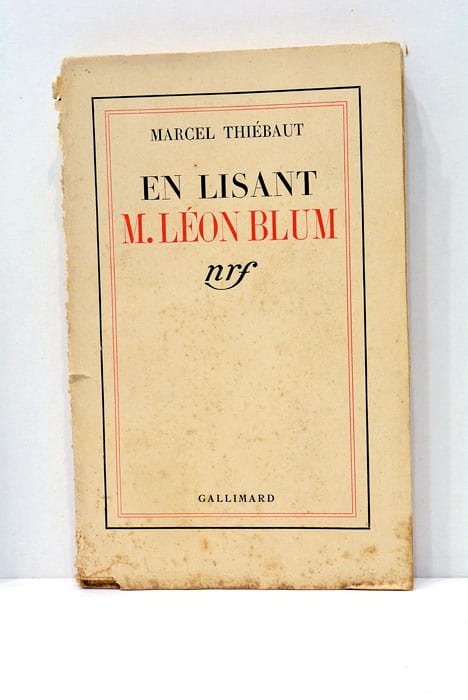 MARCEL THIÉBAUT
EN LISANT
M. LÉON BLUM
nrf
GALLIMARD